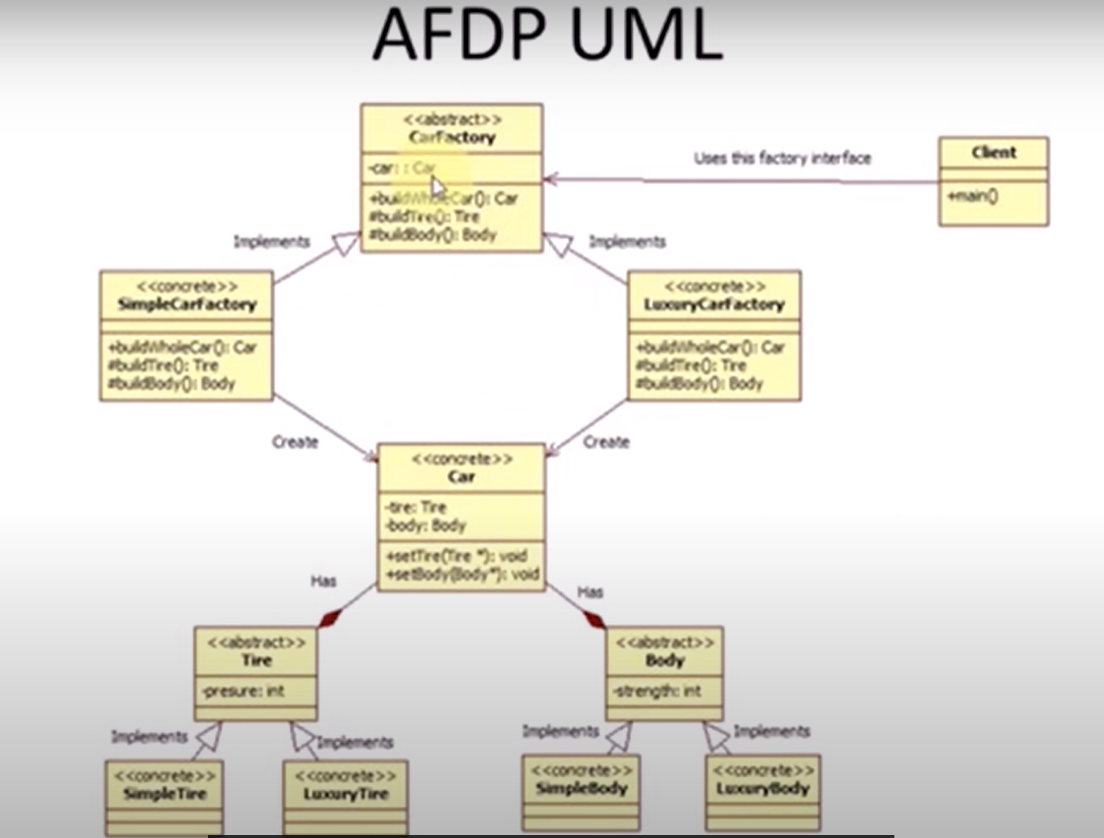 AFDP UML
<<abstract>>
CarFactory
-car: : Car
+buildWholeCar(): Car
#buildTire(): Tire
#buildBody(): Body
Uses this factory interface
Client
+main()
Implements
Implements
<<concrete>>
SimpleCarFactory
+buildWholeCar(): Car
#buildTire(): Tire
#buildBody(): Body
<<concrete>>
LuxuryCarFactory
+buildWholeCar(): Car
#buildTire(): Tire
#buildBody(): Body
Create
Create
<<concrete>>
Car
-tire: Tire
-body: Body
+setTire(Tire *): void
+setBody(Body*): void
Has
Has
<<abstract>>
Tire
-presure: int
<<abstract>>
Body
-strength: int
Implements
Implements
Implements
Implements
<<concrete>>
SimpleTire
<<concrete>>
LuxuryTire
<<concrete>>
SimpleBody
<<concrete>>
LuxuryBody